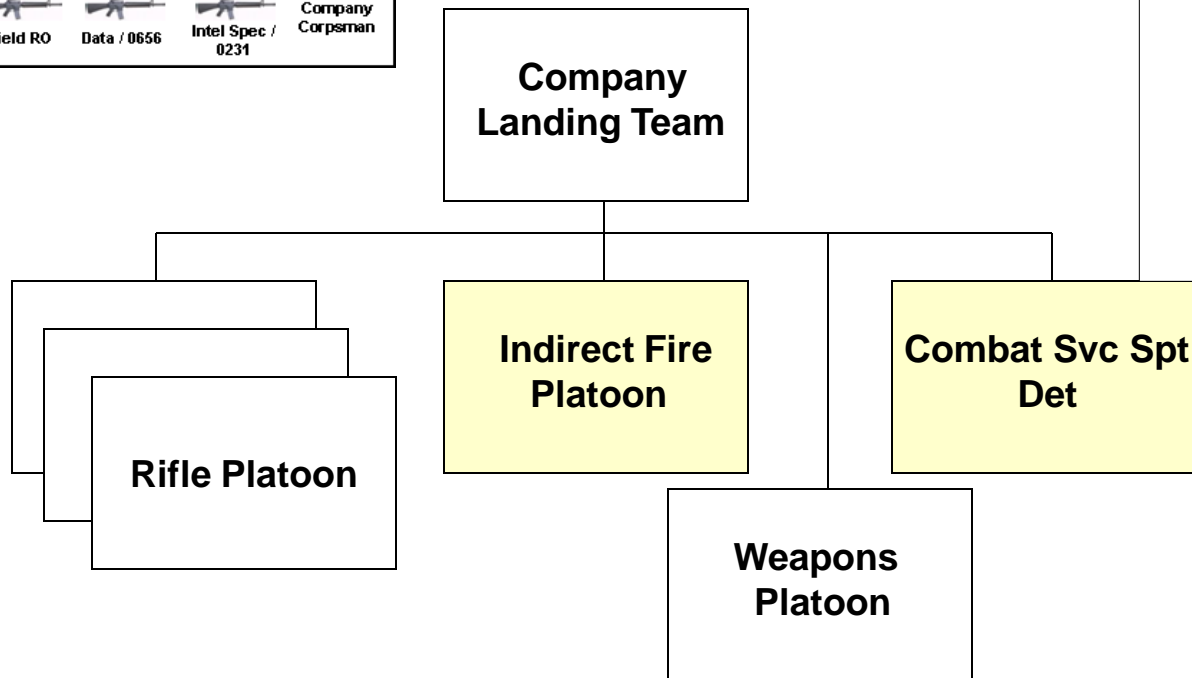 Company
Corpsman
Data / 0656
Intel Spec /
0231
RO
Company
Landing Team
Indirect Fire
Platoon
Combat Svc Spt
Det
Rifle Platoon
Weapons
Platoon